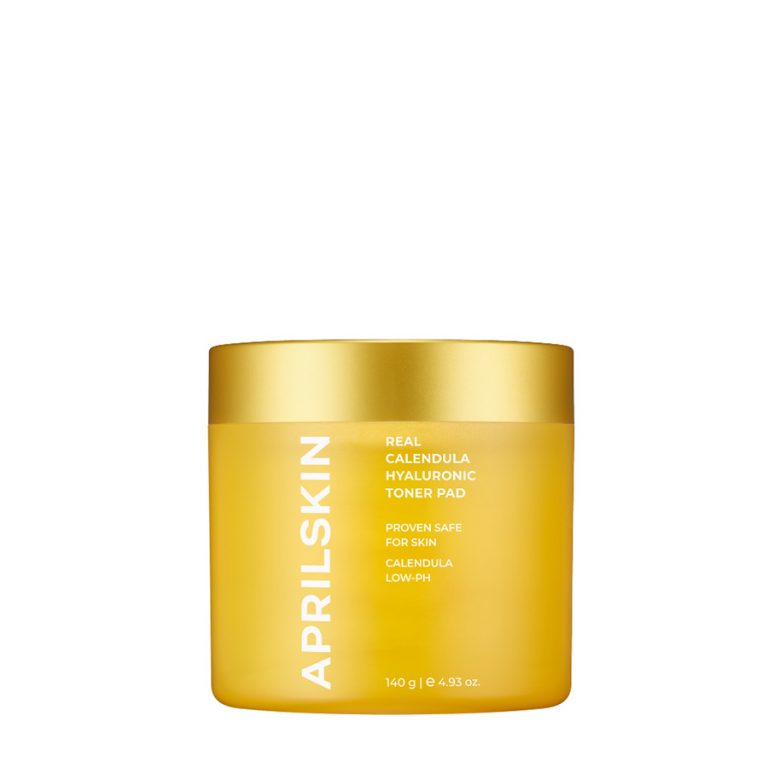 APRILSKIN
REAL
CALENDULA
HYALURONIC
TONER PAD
PROVEN SAFE
FOR SKIN
CALENDULA
LOW-PH
140 g | e 4.93 oz.